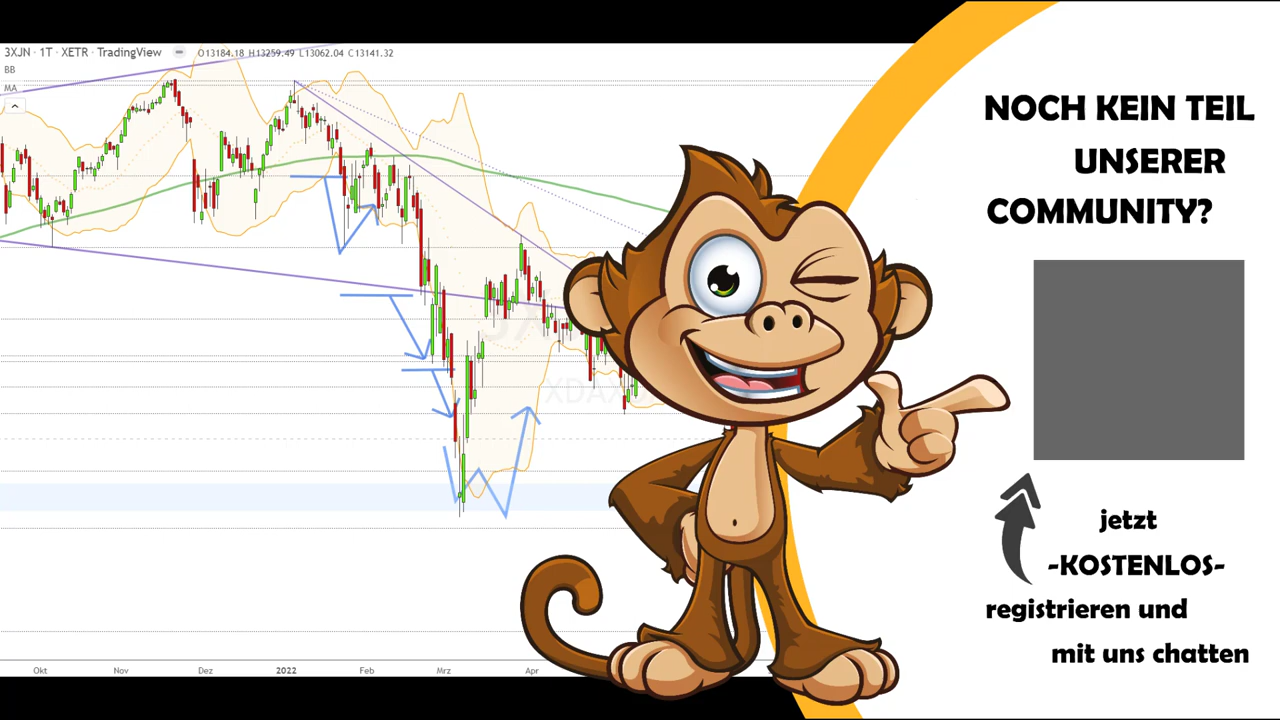 3XJN · 1T · XETR · TradingView O13184.18 H13259.49 L13062.04 C13141.32
BB
MA
NOCH KEIN TEIL
UNSERER
COMMUNITY?
jetzt
-KOSTENLOS-
registrieren und
mit uns chatten
Okt Nov Dez 2022 Feb Mrz Apr